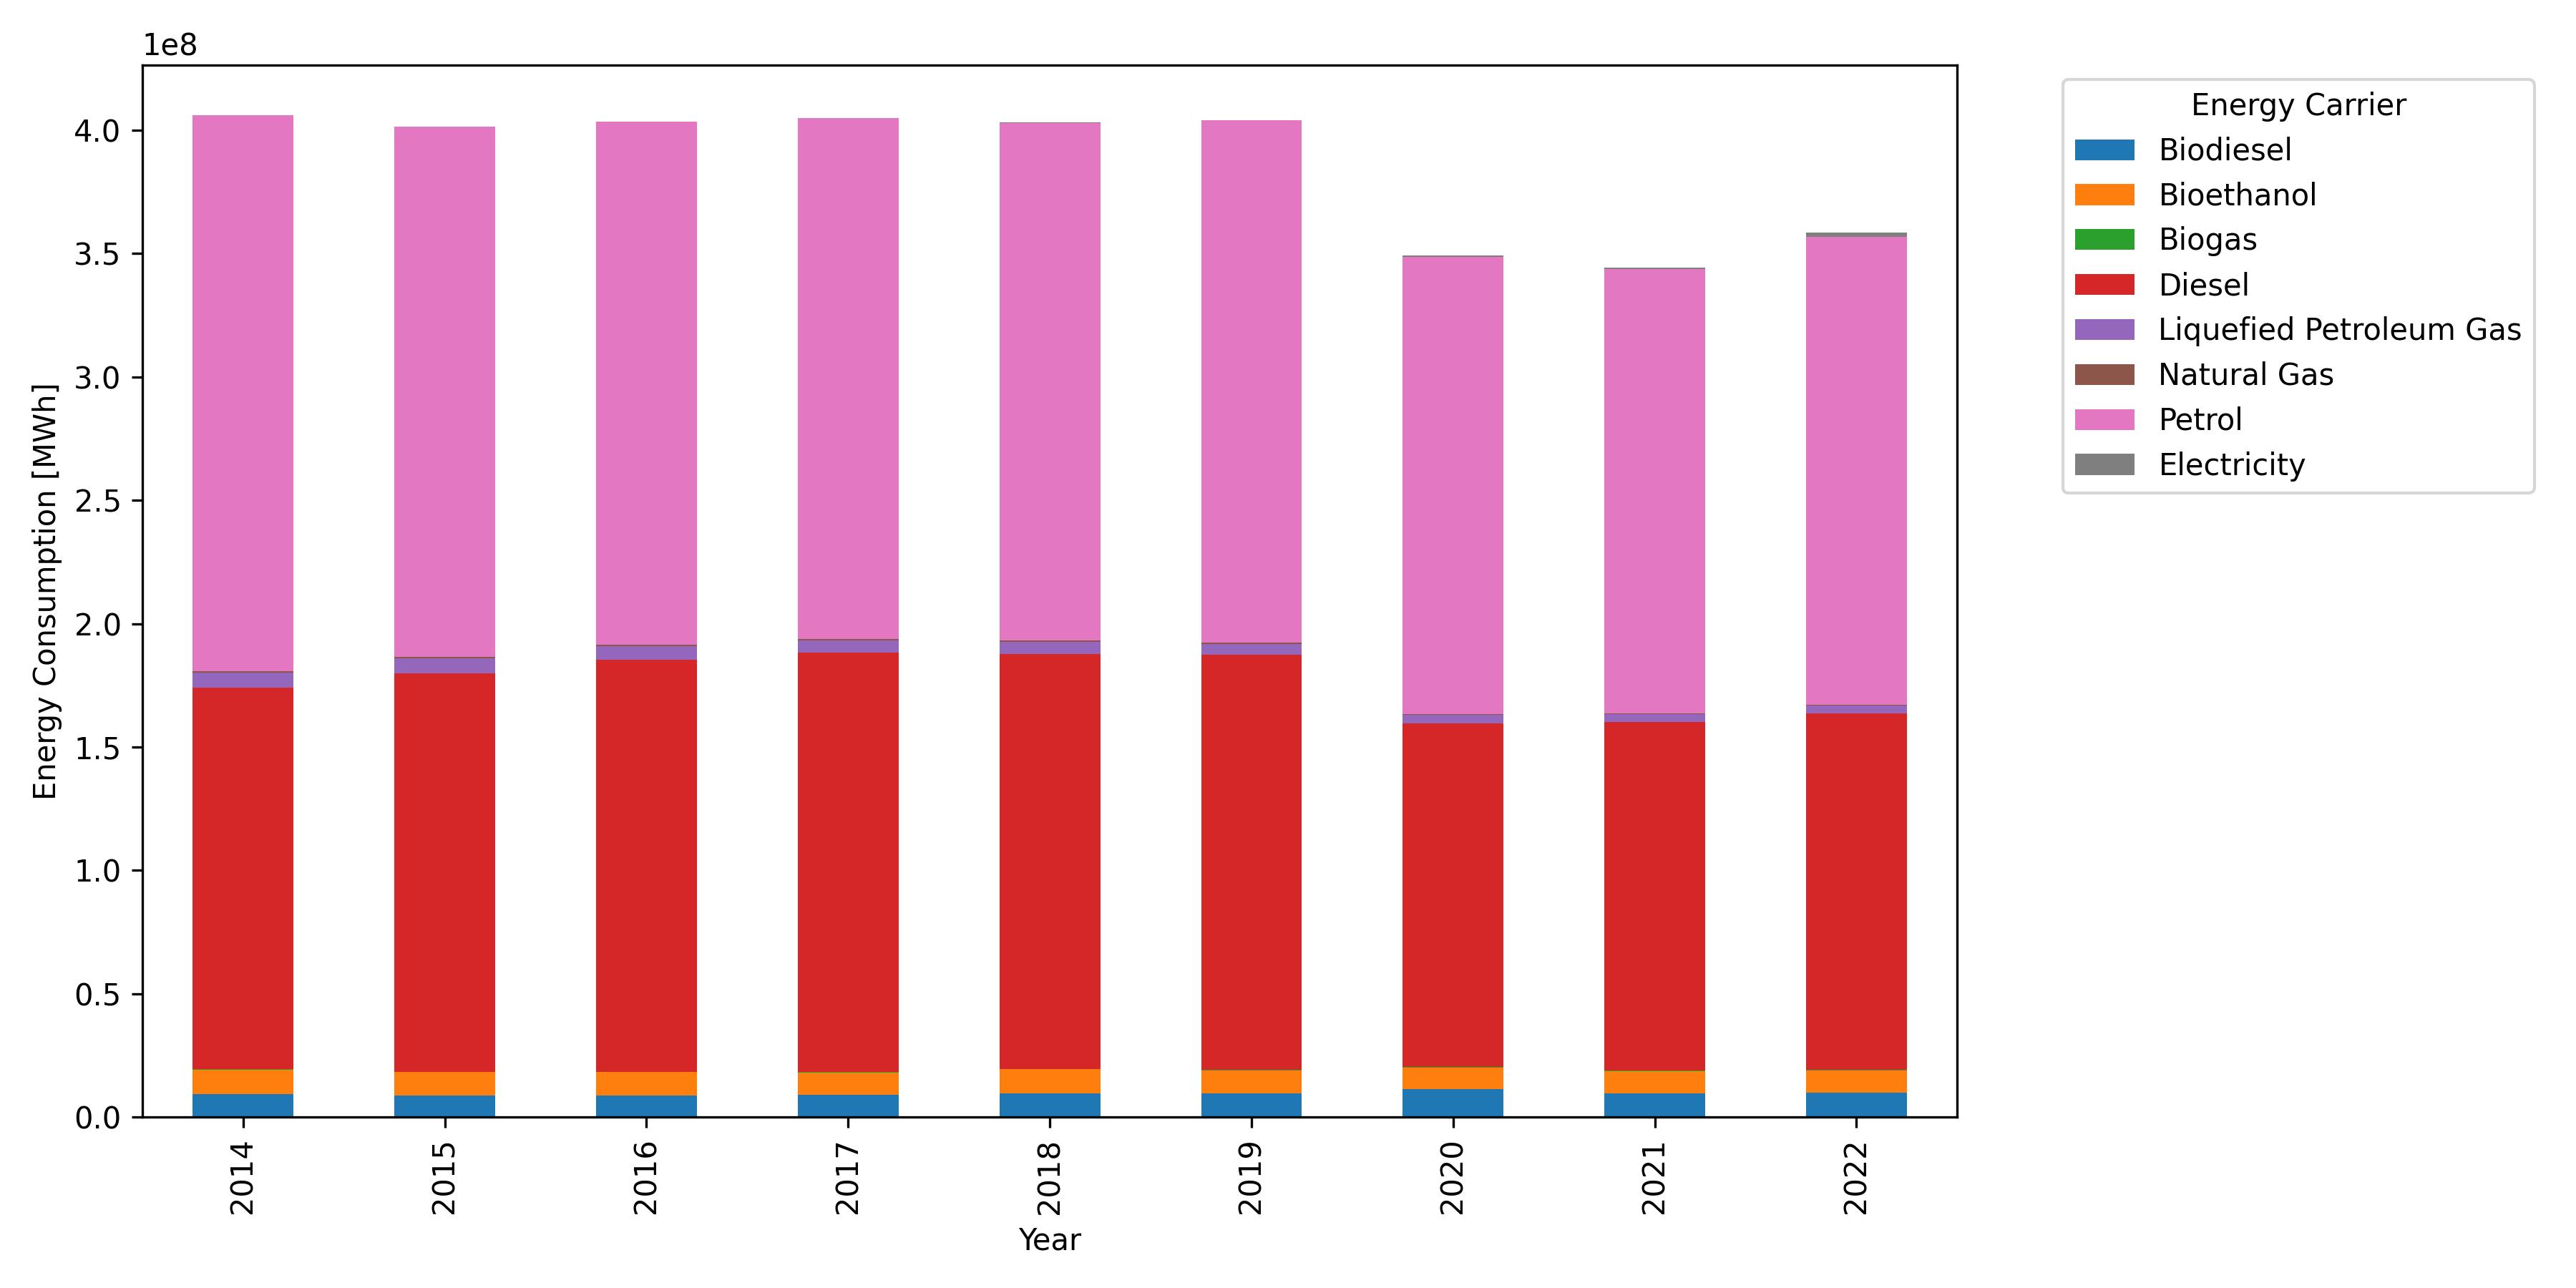 1e8
4.0
3.5
3.0
2.5
2.0
1.5
1.0
0.5
0.0
Energy Consumption [MWh]
2014
2015
2016
2017
2018
2019
2020
2021
2022
Year
Energy Carrier
Biodiesel
Bioethanol
Biogas
Diesel
Liquefied Petroleum Gas
Natural Gas
Petrol
Electricity